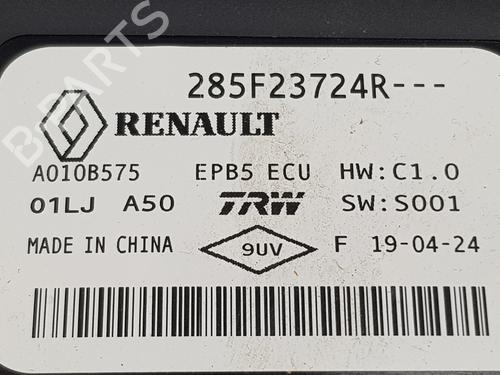 285F23724R---
RENAULT
A010B575 EPB5 ECU HW:C1.0
01LJ A50 TRW SW:S001
MADE IN CHINA 9UV F 19-04-24
B-PARTS